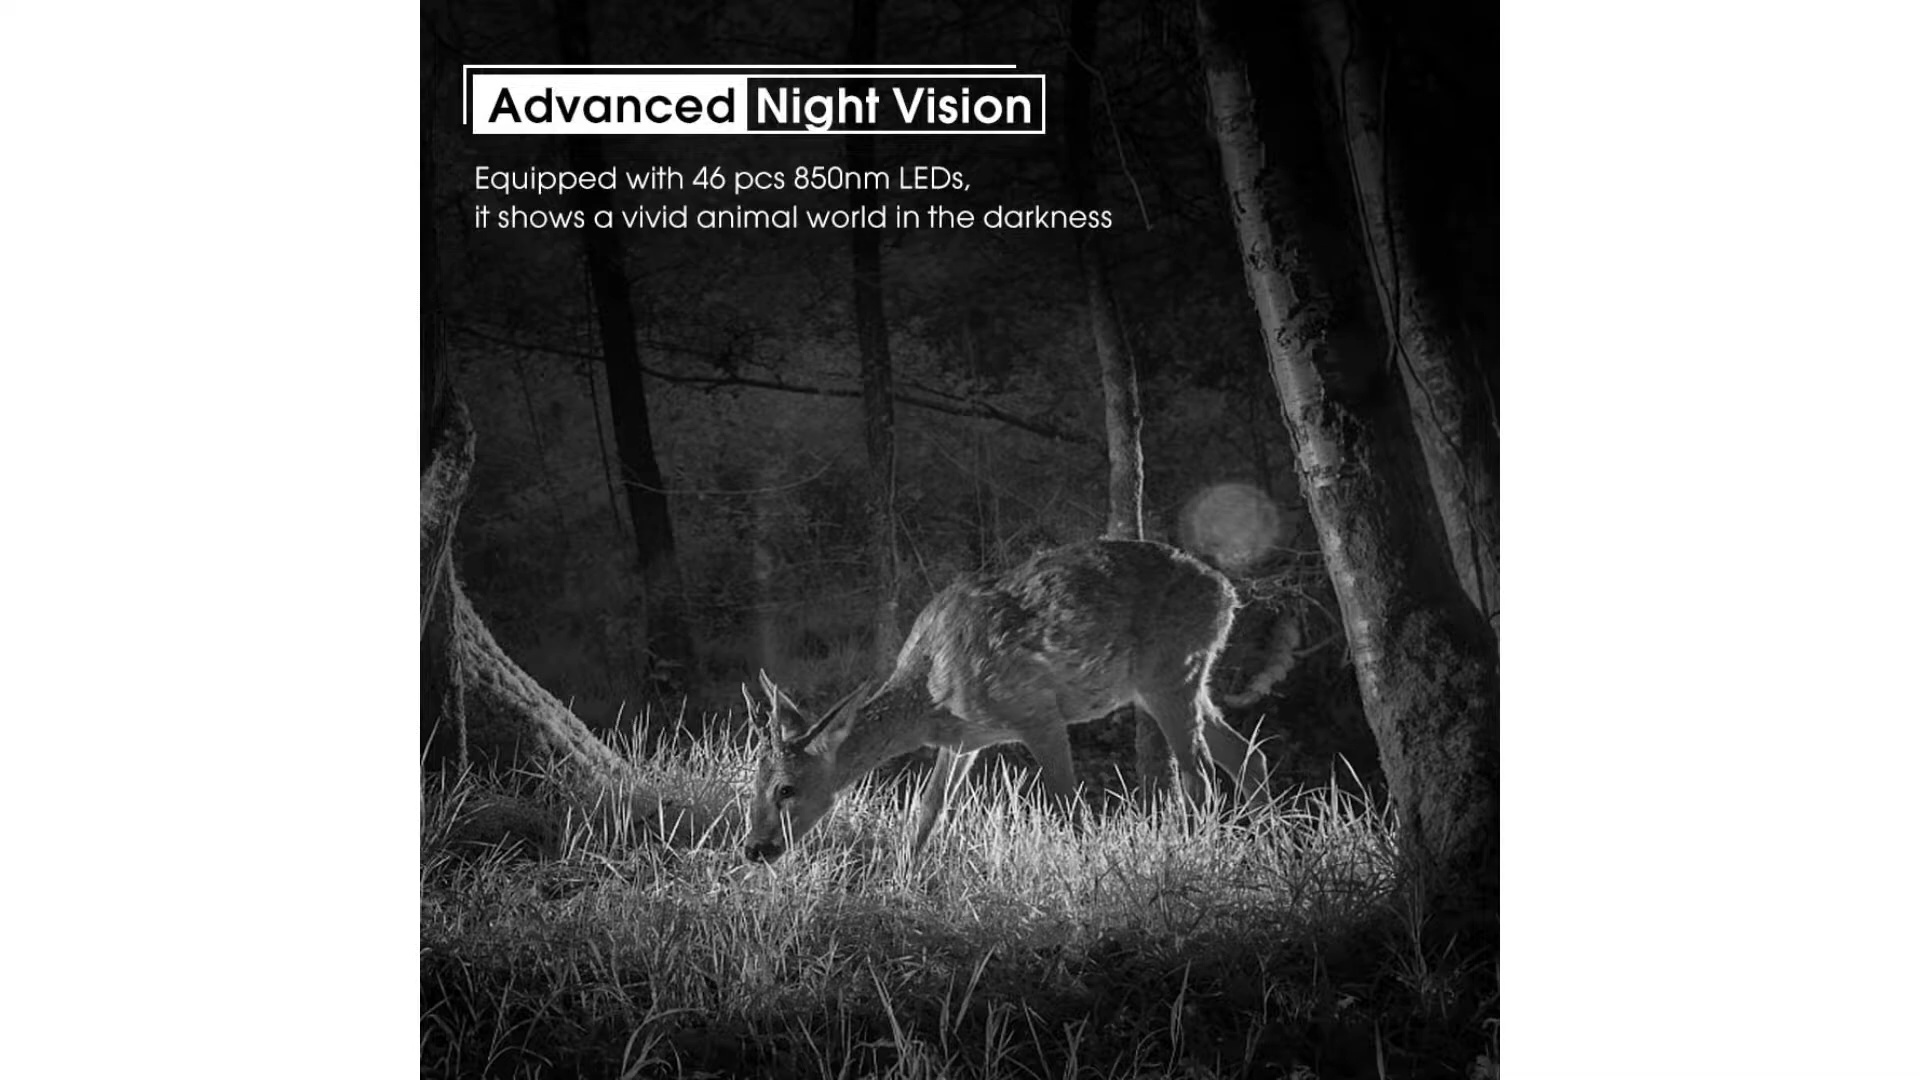 Advanced Night Vision
Equipped with 46 pcs 850nm LEDs,
it shows a vivid animal world in the darkness